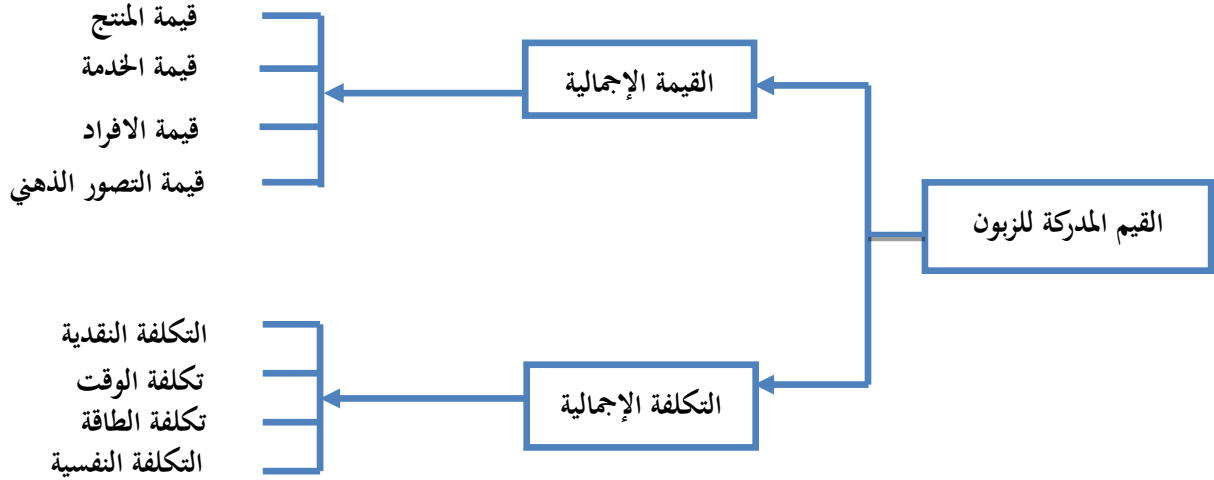 القيم المدركة للزبون
القيمة الإجمالية
قيمة المنتج
قيمة الخدمة
قيمة الافراد
قيمة التصور الذهني
التكلفة الإجمالية
التكلفة النقدية
تكلفة الوقت
تكلفة الطاقة
التكلفة النفسية